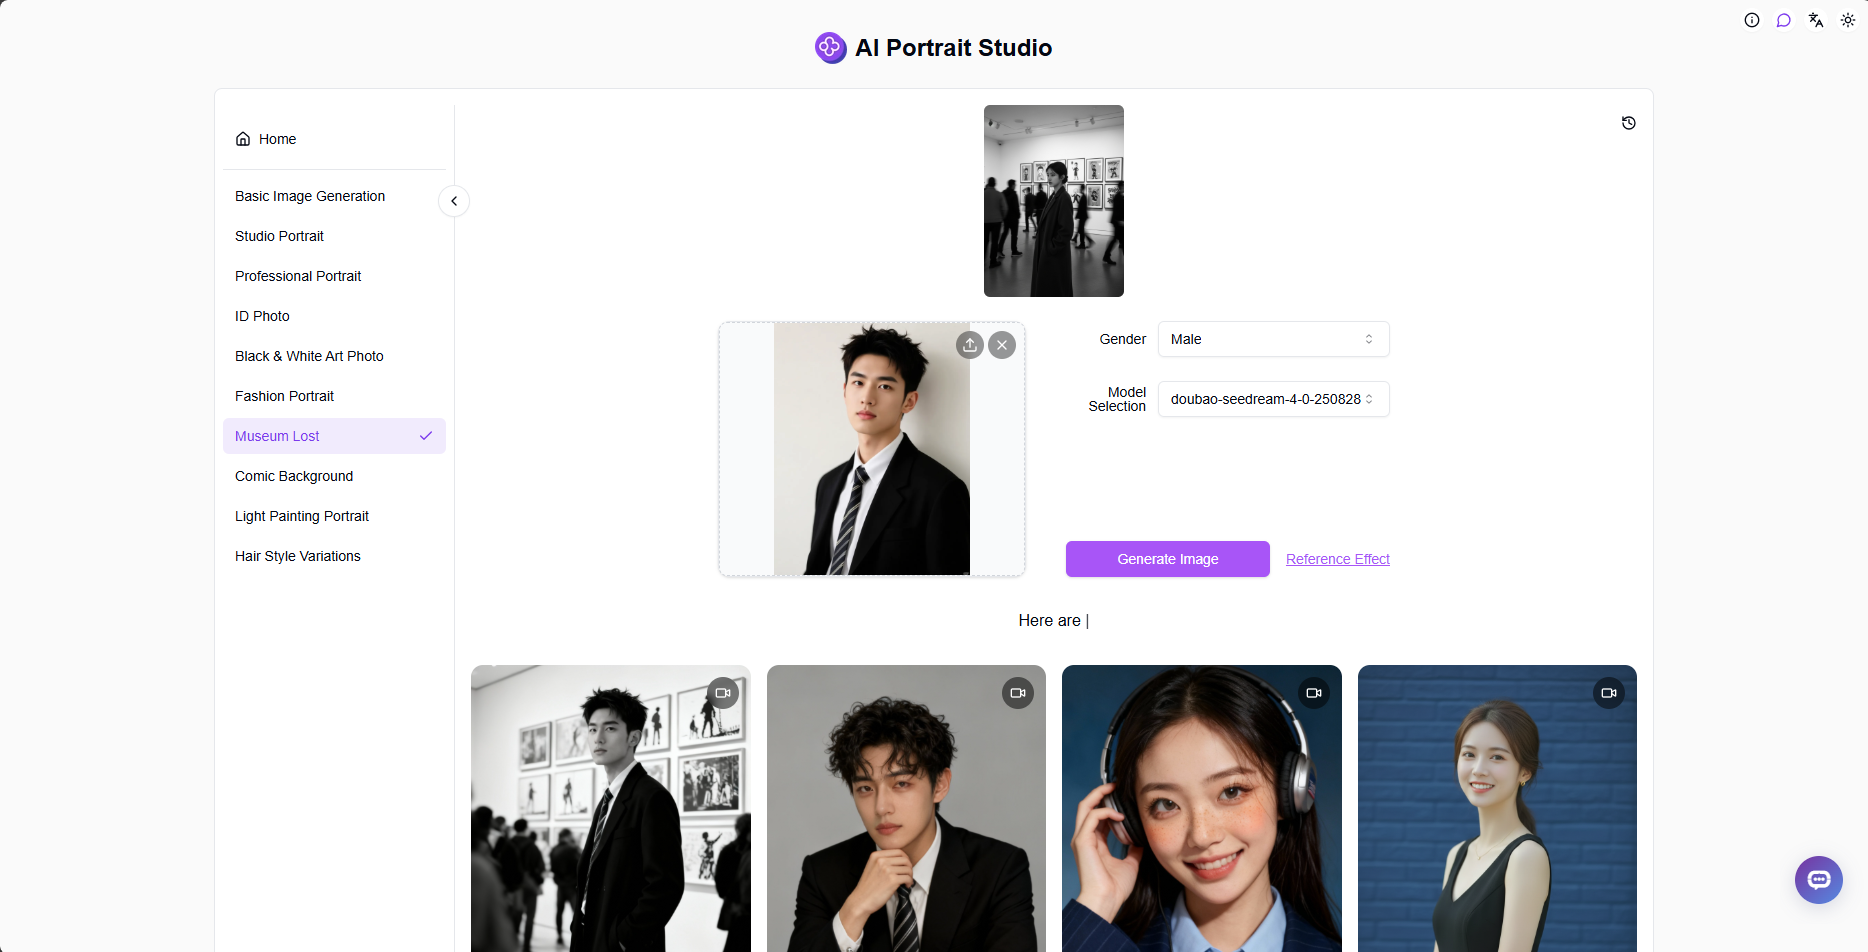 AI Portrait Studio
Home
Basic Image Generation
Studio Portrait
Professional Portrait
ID Photo
Black & White Art Photo
Fashion Portrait
Museum Lost
Comic Background
Light Painting Portrait
Hair Style Variations
Gender
Male
Model
Selection
doubao-seedream-4-0-250828
Generate Image
Reference Effect
Here are |